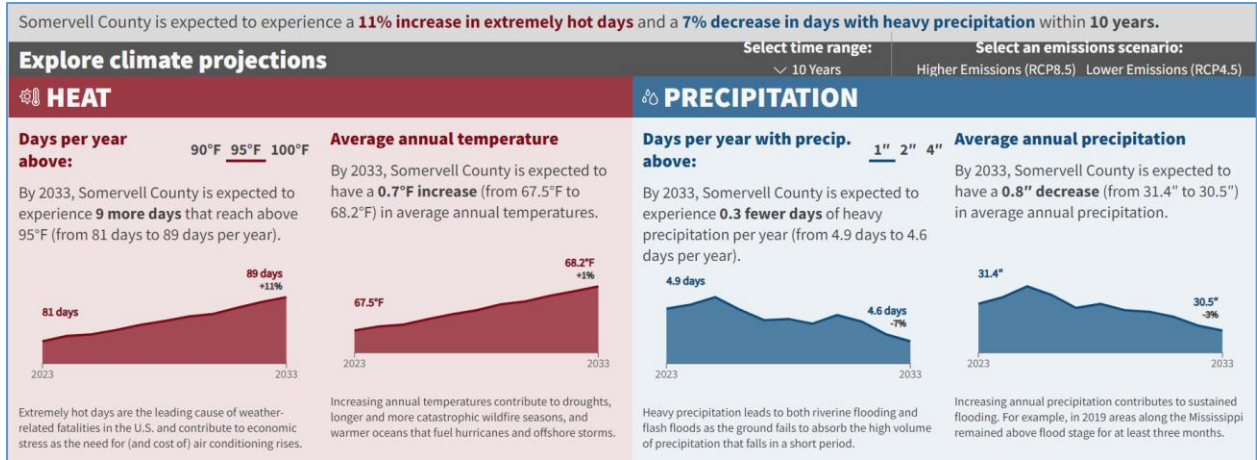 Somervell County is expected to experience a 11% increase in extremely hot days and a 7% decrease in days with heavy precipitation within 10 years.
Explore climate projections
Select time range:
10 Years
Select an emissions scenario:
Higher Emissions (RCP8.5) Lower Emissions (RCP4.5)
HEAT
Days per year
above:
90°F 95°F 100°F
By 2033, Somervell County is expected to
experience 9 more days that reach above
95°F (from 81 days to 89 days per year).
81 days
89 days
+11%
2023
2033
Extremely hot days are the leading cause of weather-
related fatalities in the U.S. and contribute to economic
stress as the need for (and cost of) air conditioning rises.
Average annual temperature
By 2033, Somervell County is expected to
have a 0.7°F increase (from 67.5°F to
68.2°F) in average annual temperatures.
67.5°F
68.2°F
+1%
2023
2033
Increasing annual temperatures contribute to droughts,
longer and more catastrophic wildfire seasons, and
warmer oceans that fuel hurricanes and offshore storms.
PRECIPITATION
Days per year with precip.
above:
1" 2" 4"
By 2033, Somervell County is expected to
experience 0.3 fewer days of heavy
precipitation per year (from 4.9 days to 4.6
days per year).
4.9 days
4.6 days
-7%
2023
2033
Heavy precipitation leads to both riverine flooding and
flash floods as the ground fails to absorb the high volume
of precipitation that falls in a short period.
Average annual precipitation
By 2033, Somervell County is expected to
have a 0.8" decrease (from 31.4" to 30.5")
in average annual precipitation.
31.4"
30.5"
-3%
2023
2033
Increasing annual precipitation contributes to sustained
flooding. For example, in 2019 areas along the Mississippi
remained above flood stage for at least three months.